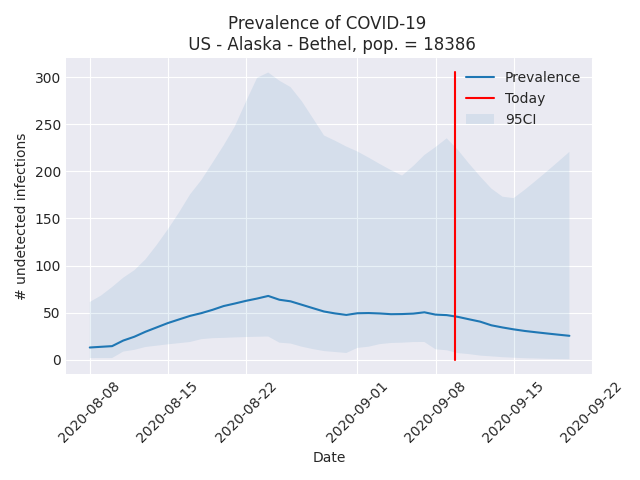 Prevalence of COVID-19
US - Alaska - Bethel, pop. = 18386
Prevalence
Today
95CI
# undetected infections
300
250
200
150
100
50
0
2020-08-08
2020-08-15
2020-08-22
2020-09-01
2020-09-08
2020-09-15
2020-09-22
Date